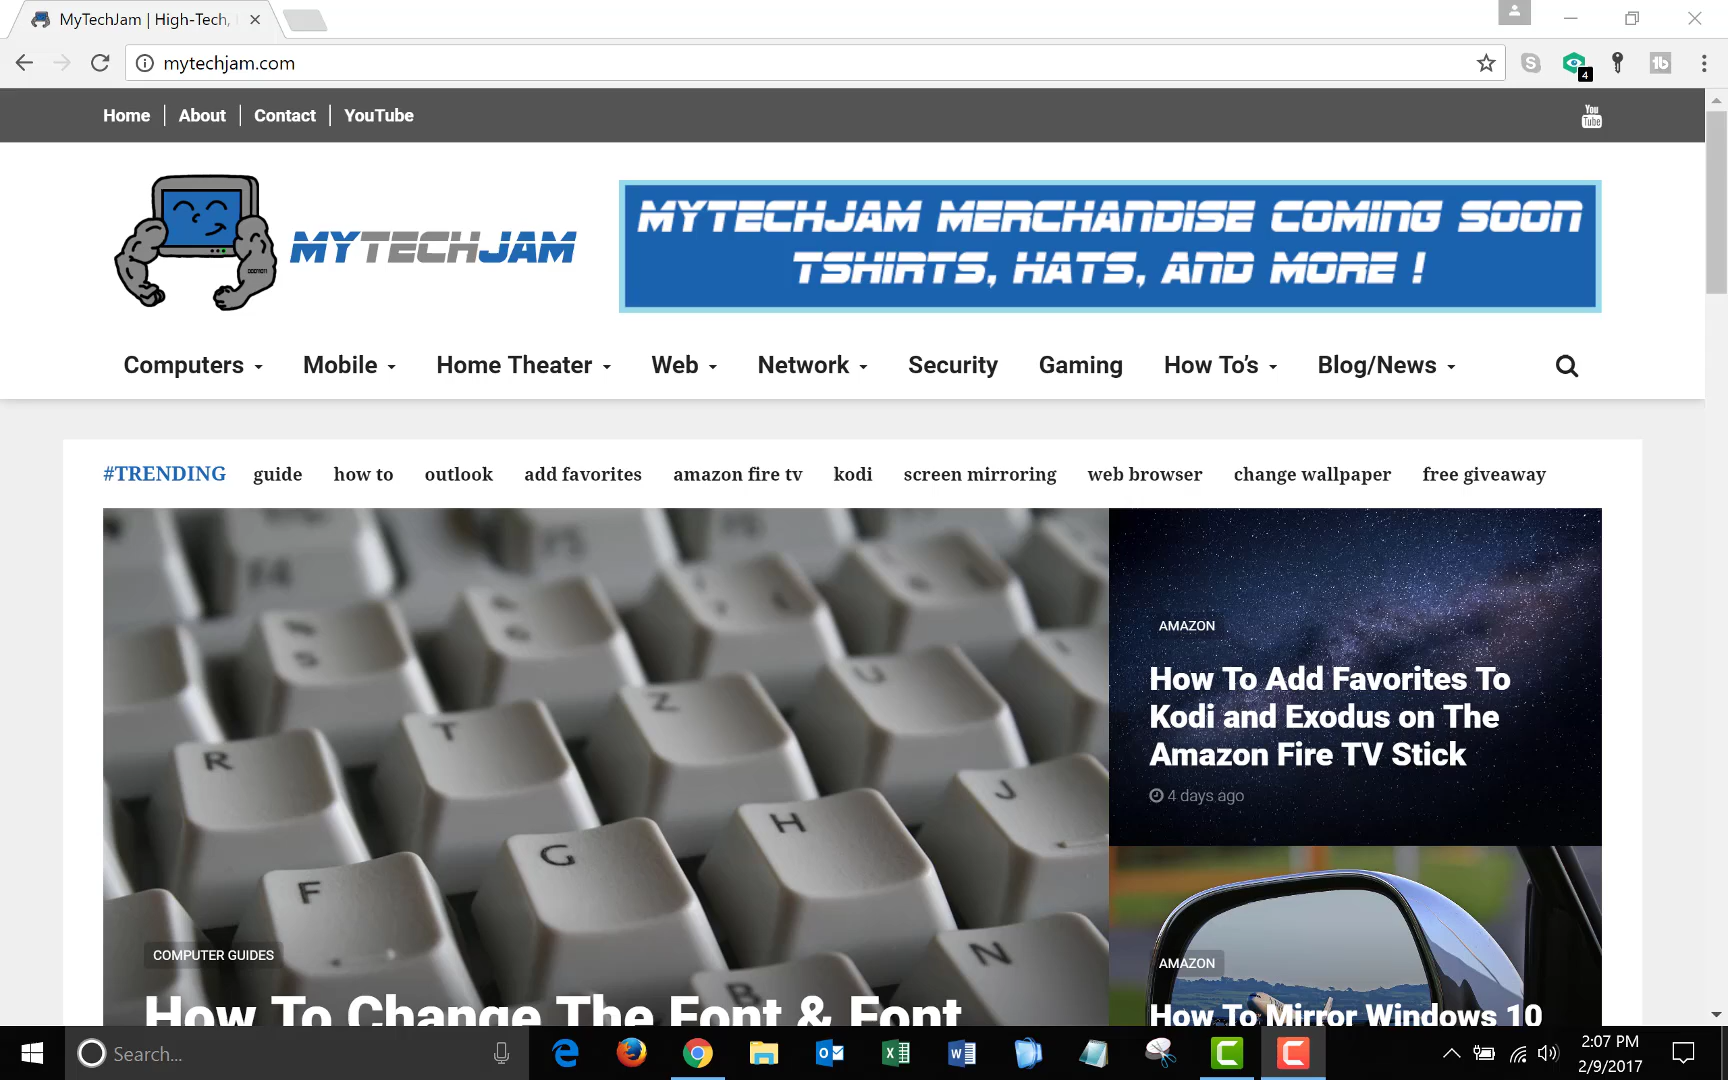 MyTechJam | High-Tech,
mytechjam.com
4
Home About Contact YouTube
You
Tube
MYTECHJAM
MYTECHJAM MERCHANDISE COMING SOON
TSHIRTS, HATS, AND MORE !
Computers Mobile Home Theater Web Network Security Gaming How To's Blog/News
#TRENDING guide how to outlook add favorites amazon fire tv kodi screen mirroring web browser change wallpaper free giveaway
AMAZON
How To Add Favorites To
Kodi and Exodus on The
Amazon Fire TV Stick
4 days ago
F4
R
T
Z
U
J
H
G
F
N
B
COMPUTER GUIDES
How To Change The Font & Font
AMAZON
How To Mirror Windows 10
Search...
2:07 PM
2/9/2017